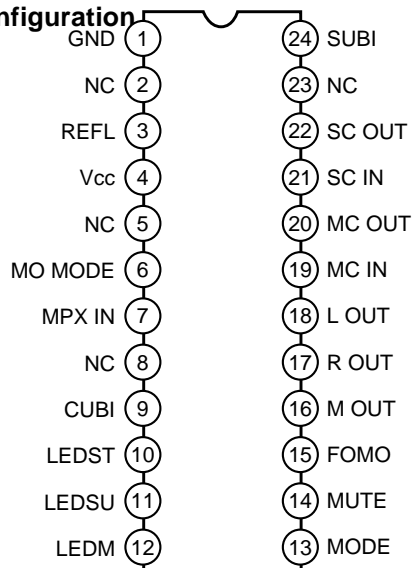 nfiguration
GND 1 24 SUBI
NC 2 23 NC
REFL 3 22 SC OUT
Vcc 4 21 SC IN
NC 5 20 MC OUT
MO MODE 6 19 MC IN
MPX IN 7 18 L OUT
NC 8 17 R OUT
CUBI 9 16 M OUT
LEDST 10 15 FOMO
LEDSU 11 14 MUTE
LEDM 12 13 MODE